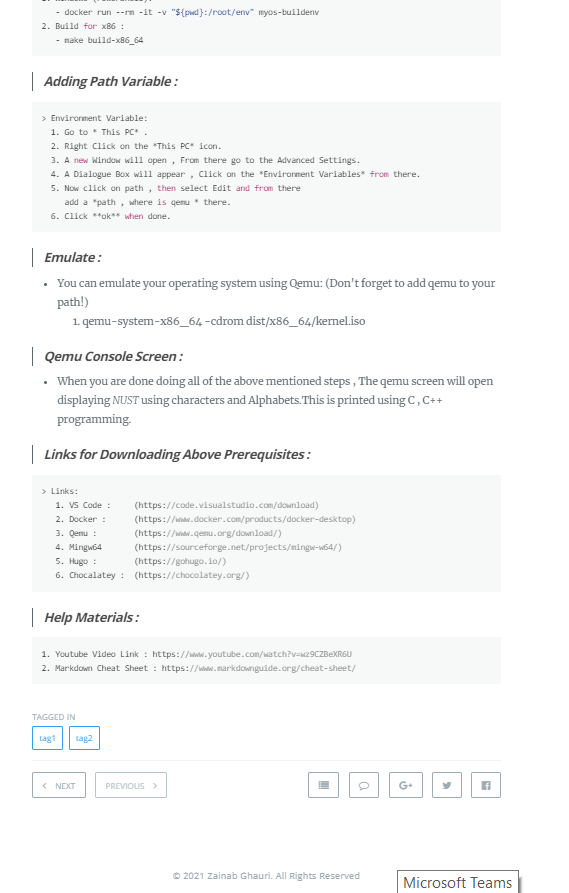 - docker run --rm -it -v "${pwd}:/root/env" myos-buildenv
2. Build for x86 :
- make build-x86_64
Adding Path Variable :
> Environment Variable:
1. Go to * This PC* .
2. Right Click on the *This PC* icon.
3. A new Window will open , From there go to the Advanced Settings.
4. A Dialogue Box will appear , Click on the *Environment Variables* from there.
5. Now click on path , then select Edit and from there
add a *path , where is qemu * there.
6. Click **ok** when done.
Emulate :
• You can emulate your operating system using Qemu: (Don't forget to add qemu to your
path!)
1. qemu-system-x86_64 -cdrom dist/x86_64/kernel.iso
Qemu Console Screen :
• When you are done doing all of the above mentioned steps , The qemu screen will open
displaying NUST using characters and Alphabets.This is printed using C , C++
programming.
Links for Downloading Above Prerequisites :
> Links:
1. VS Code : (https://code.visualstudio.com/download)
2. Docker : (https://www.docker.com/products/docker-desktop)
3. Qemu : (https://www.qemu.org/download/)
4. Mingw64 (https://sourceforge.net/projects/mingw-w64/)
5. Hugo : (https://gohugo.io/)
6. Chocalatey : (https://chocolatey.org/)
Help Materials :
1. Youtube Video Link : https://www.youtube.com/watch?v=wz9CZBeXR6U
2. Markdown Cheat Sheet : https://www.markdownguide.org/cheat-sheet/
TAGGED IN
tag1 tag2
< NEXT PREVIOUS > G+
© 2021 Zainab Ghauri. All Rights Reserved
Microsoft Teams